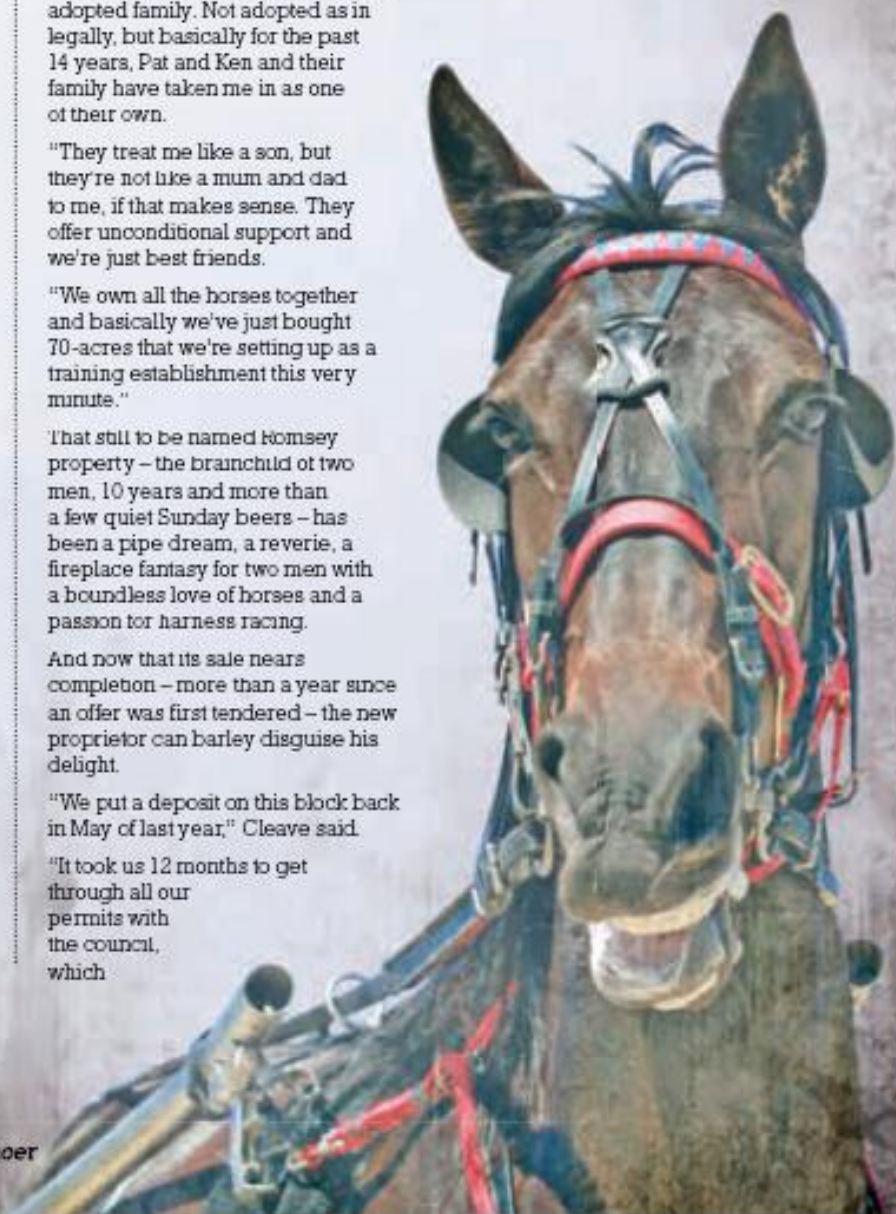 adopted family. Not adopted as in
legally, but basically for the past
14 years, Pat and Ken and their
family have taken me in as one
of their own.
"They treat me like a son, but
they're not like a mum and dad
to me, if that makes sense. They
offer unconditional support and
we're just best friends.
"We own all the horses together
and basically we've just bought
70-acres that we're setting up as a
training establishment this very
minute."
That still to be named Romsey
property – the brainchild of two
men, 10 years and more than
a few quiet Sunday beers – has
been a pipe dream, a reverie, a
fireplace fantasy for two men with
a boundless love of horses and a
passion for harness racing.
And now that its sale nears
completion – more than a year since
an offer was first tendered – the new
proprietor can barley disguise his
delight.
"We put a deposit on this block back
in May of last year," Cleave said.
"It took us 12 months to get
through all our
permits with
the council,
which